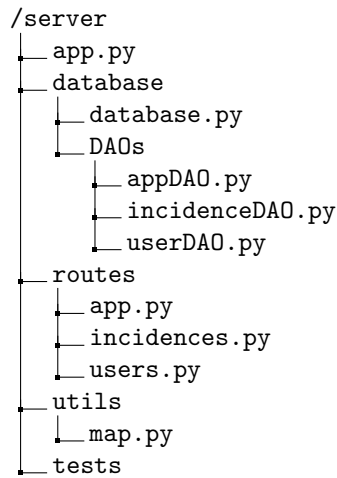 /server
app.py
database
database.py
DAOs
appDAO.py
incidenceDAO.py
userDAO.py
routes
app.py
incidences.py
users.py
utils
map.py
tests